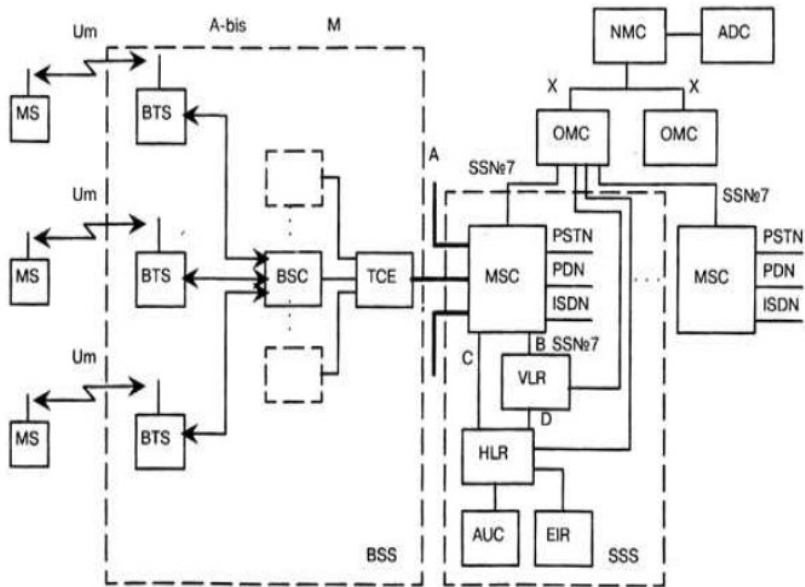 Um
A-bis
M
NMC
ADC
X
X
MS
BTS
OMC
OMC
A
SS№7
SS№7
Um
MS
BTS
BSC
TCE
MSC
PSTN
PDN
ISDN
MSC
PSTN
PDN
ISDN
Um
C
B
SS№7
VLR
D
MS
BTS
HLR
AUC
EIR
BSS
SSS